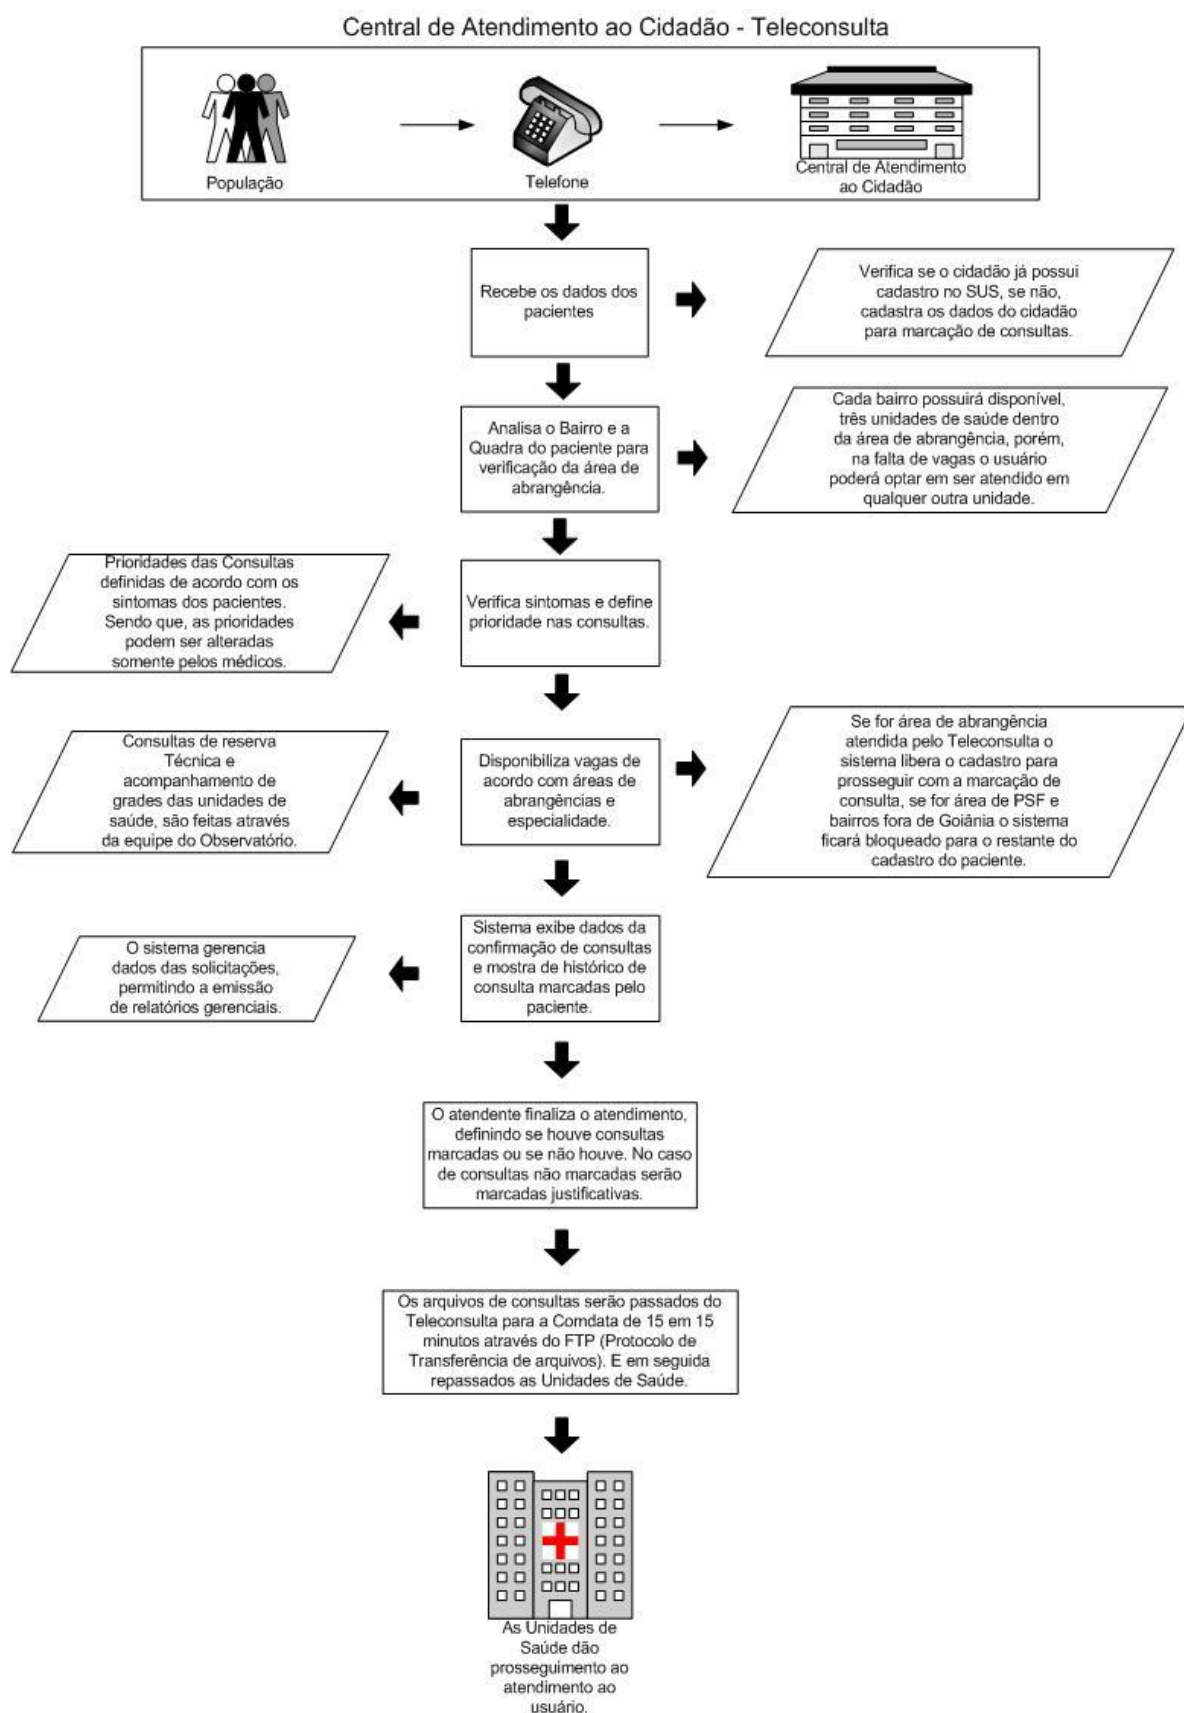 Central de Atendimento ao Cidadão - Teleconsulta
População
Telefone
Central de Atendimento
ao Cidadão
Recebe os dados dos
pacientes
Verifica se o cidadão já possui
cadastro no SUS, se não,
cadastra os dados do cidadão
para marcação de consultas.
Analisa o Bairro e a
Quadra do paciente para
verificação da área de
abrangência.
Cada bairro possuirá disponível,
três unidades de saúde dentro
da área de abrangência, porém,
na falta de vagas o usuário
poderá optar em ser atendido em
qualquer outra unidade.
Prioridades das Consultas
definidas de acordo com os
sintomas dos pacientes.
Sendo que, as prioridades
podem ser alteradas
somente pelos médicos.
Verifica sintomas e define
prioridade nas consultas.
Consultas de reserva
Técnica e
acompanhamento de
grades das unidades de
saúde, são feitas através
da equipe do Observatório.
Disponibiliza vagas de
acordo com áreas de
abrangências e
especialidade.
Se for área de abrangência
atendida pelo Teleconsulta o
sistema libera o cadastro para
prosseguir com a marcação de
consulta, se for área de PSF e
bairros fora de Goiânia o sistema
ficará bloqueado para o restante do
cadastro do paciente.
O sistema gerencia
dados das solicitações,
permitindo a emissão
de relatórios gerenciais.
Sistema exibe dados da
confirmação de consultas
e mostra de histórico de
consulta marcadas pelo
paciente.
O atendente finaliza o atendimento,
definindo se houve consultas
marcadas ou se não houve. No caso
de consultas não marcadas serão
marcadas justificativas.
Os arquivos de consultas serão passados do
Teleconsulta para a Comdata de 15 em 15
minutos através do FTP (Protocolo de
Transferência de arquivos). E em seguida
repassados as Unidades de Saúde.
As Unidades de
Saúde dão
prosseguimento ao
atendimento ao
usuário.